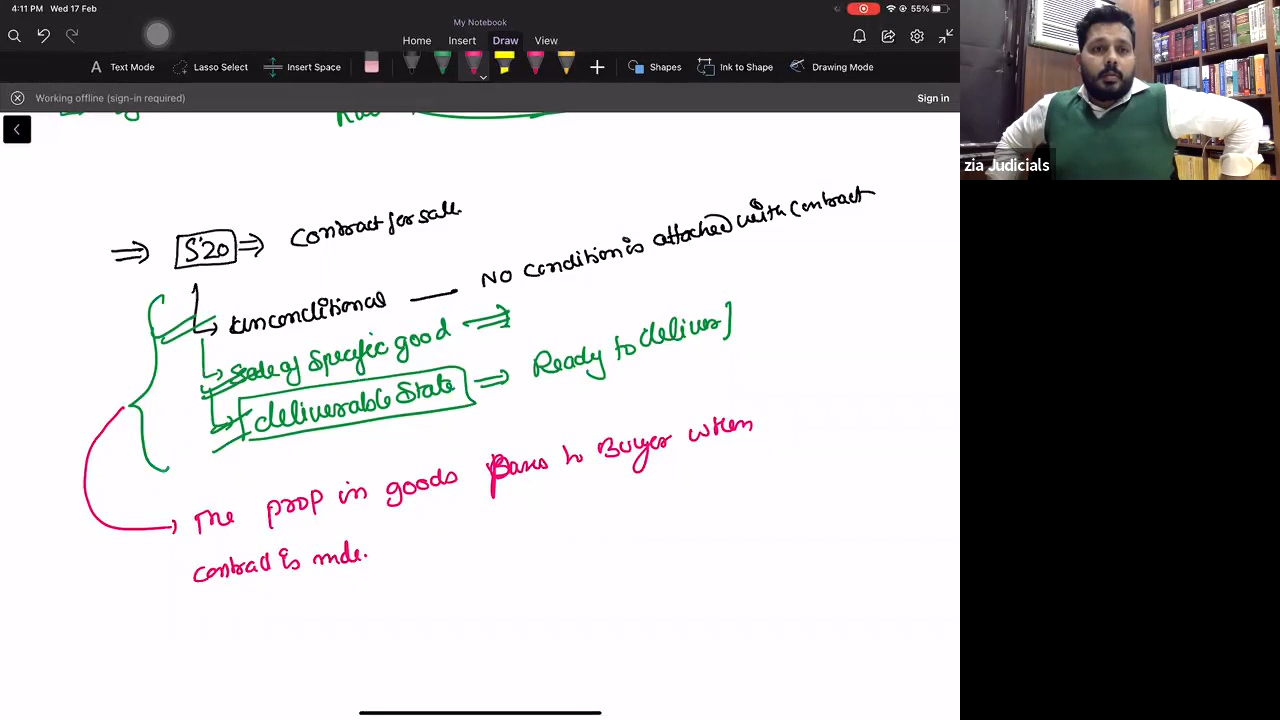 4:11 PM Wed 17 Feb
55%
My Notebook
Home Insert Draw View
Text Mode Lasso Select Insert Space Shapes Ink to Shape Drawing Mode
Working offline (sign-in required) Sign in
zia Judicials
⇒ S'20 ⇒ Contract for sale
→ Unconditional — No condition is attached with contract
→ Sale of Specific good ⇒
→ [deliverable State ⇒ Ready to deliver]
→ The prop in goods Pases to Buyer when
contract is mde.